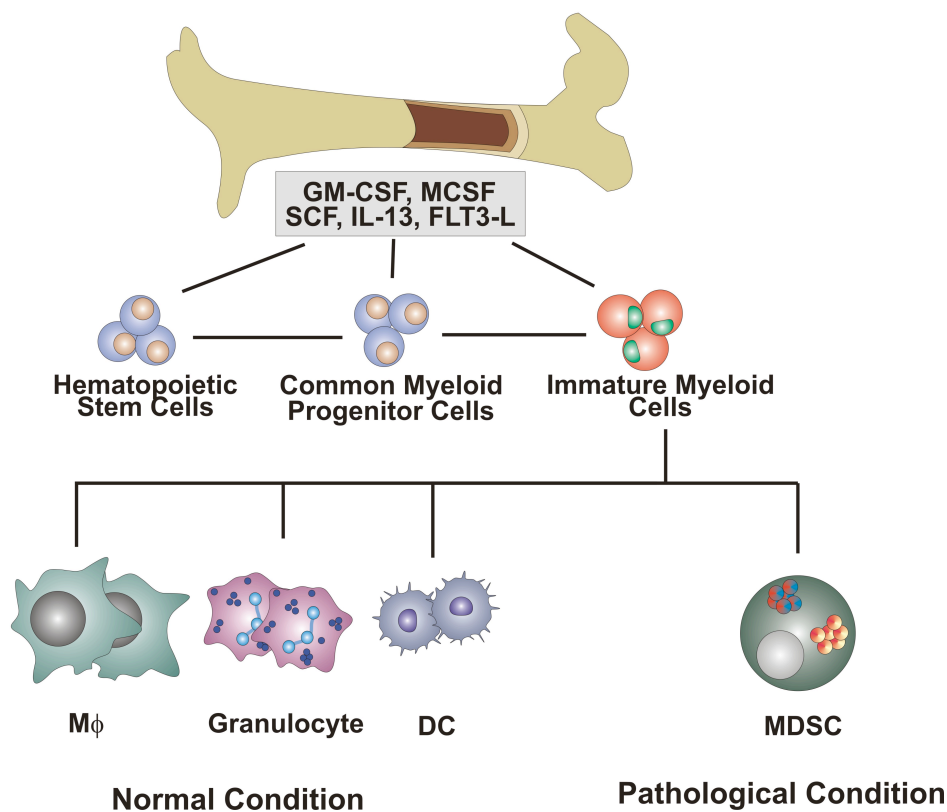 GM-CSF, MCSF
SCF, IL-13, FLT3-L
Hematopoietic
Stem Cells
Common Myeloid
Progenitor Cells
Immature Myeloid
Cells
Mϕ
Granulocyte
DC
MDSC
Normal Condition
Pathological Condition